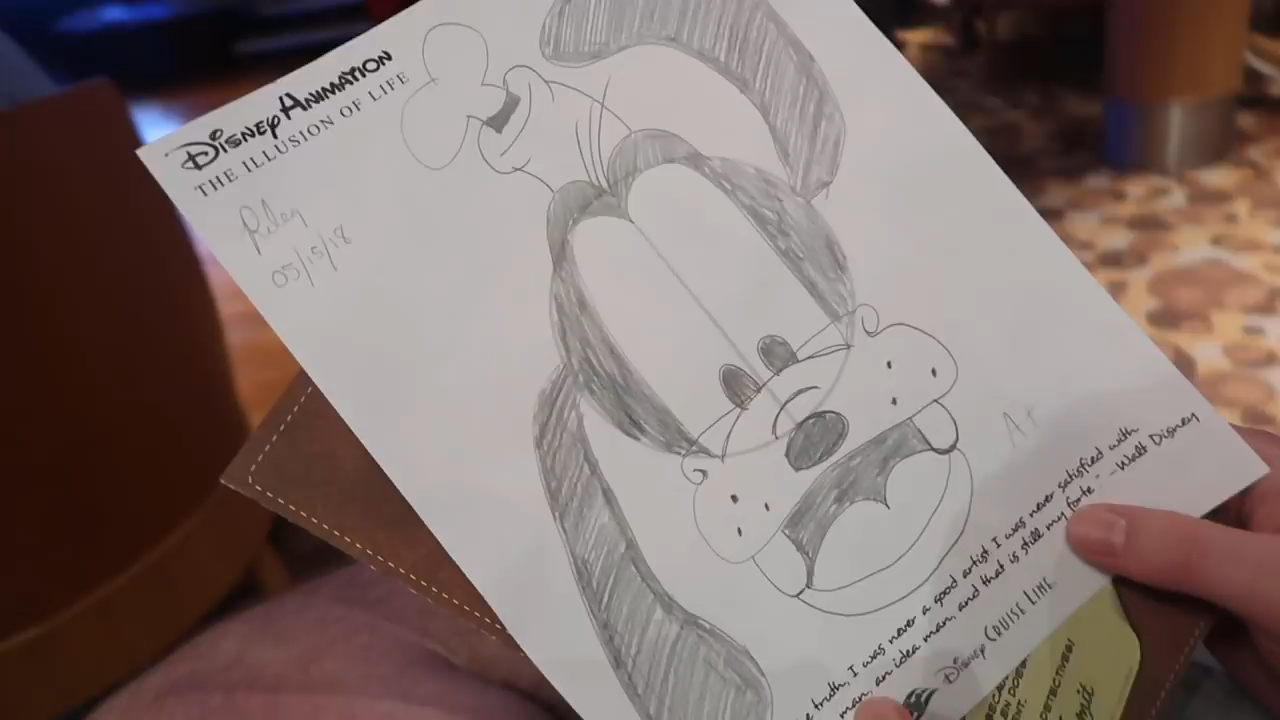 DISNEY ANIMATION
THE ILLUSION OF LIFE
Riley
05/15/18
A+
truth, I was never a good artist I was never satisfied with
man, an idea man, and that is still my forte" -Walt Disney
DISNEY CRUISE LINE
DETECTIVES!